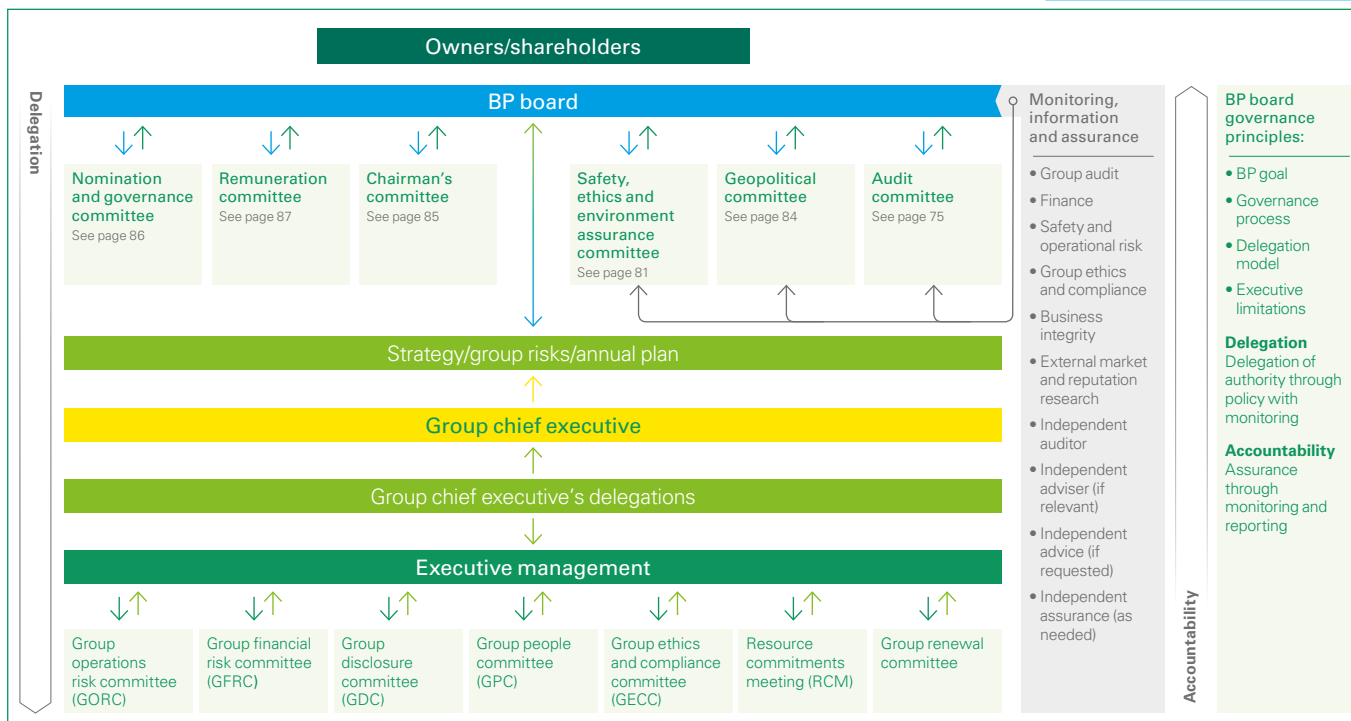 Owners/shareholders
Delegation
BP board
Nomination
and governance
committee
See page 86
Remuneration
committee
See page 87
Chairman's
committee
See page 85
Safety,
ethics and
environment
assurance
committee
See page 81
Geopolitical
committee
See page 84
Audit
committee
See page 75
Strategy/group risks/annual plan
Group chief executive
Group chief executive's delegations
Executive management
Group
operations
risk committee
(GORC)
Group financial
risk committee
(GFRC)
Group
disclosure
committee
(GDC)
Group people
committee
(GPC)
Group ethics
and compliance
committee
(GECC)
Resource
commitments
meeting (RCM)
Group renewal
committee
Monitoring,
information
and assurance
• Group audit
• Finance
• Safety and
operational risk
• Group ethics
and compliance
• Business
integrity
• External market
and reputation
research
• Independent
auditor
• Independent
adviser (if
relevant)
• Independent
advice (if
requested)
• Independent
assurance (as
needed)
Accountability
BP board
governance
principles:
• BP goal
• Governance
process
• Delegation
model
• Executive
limitations
Delegation
Delegation of
authority through
policy with
monitoring
Accountability
Assurance
through
monitoring and
reporting